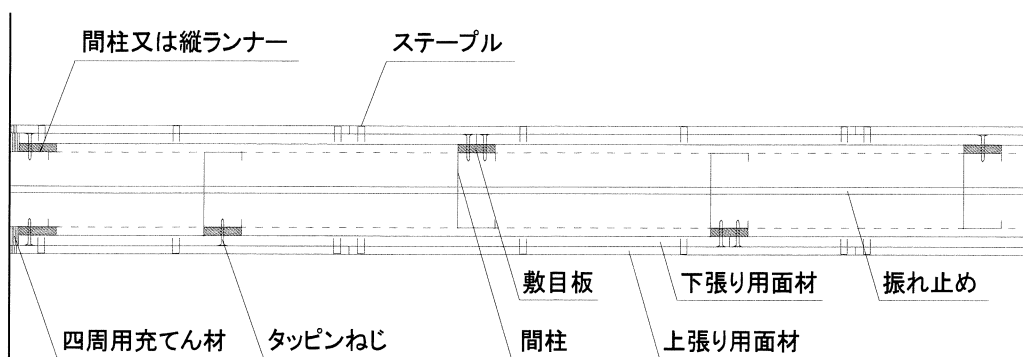 間柱又は縦ランナー
ステープル
敷目板
下張り用面材
振れ止め
四周用充てん材
タッピンねじ
間柱
上張り用面材